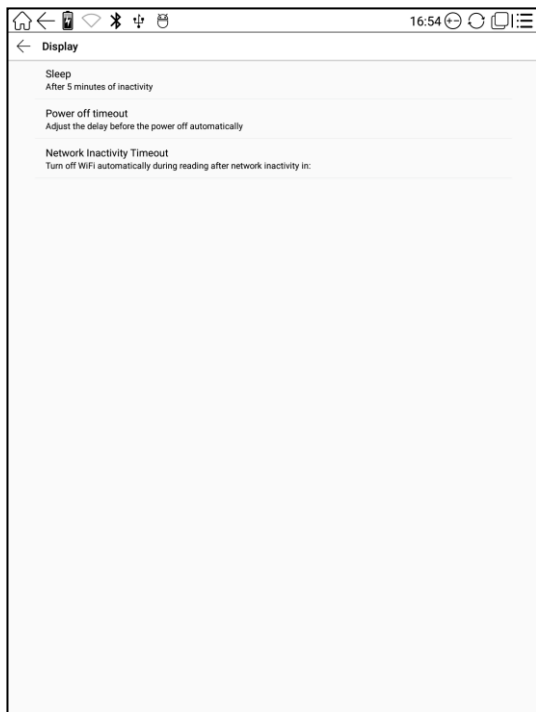 16:54
Display
Sleep
After 5 minutes of inactivity
Power off timeout
Adjust the delay before the power off automatically
Network Inactivity Timeout
Turn off WiFi automatically during reading after network inactivity in: